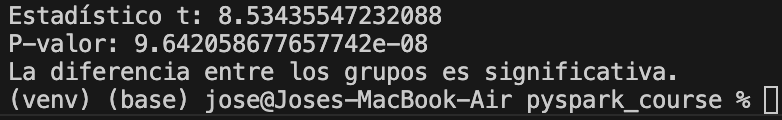 Estadístico t: 8.53435547232088
P-valor: 9.642058677657742e-08
La diferencia entre los grupos es significativa.
(venv) (base) jose@Joses-MacBook-Air pyspark_course %